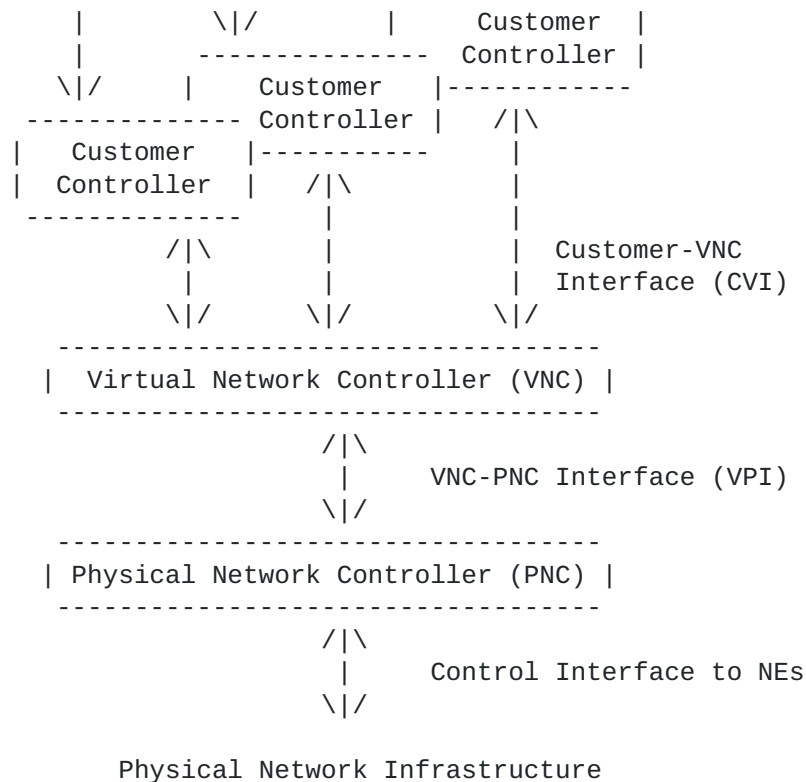 |        \|/        |     Customer  |
|       ---------------  Controller |
\|/     |    Customer   |------------
-------------- Controller |   /|\
|   Customer   |-----------     |
|  Controller  |   /|\          |
--------------      |           |
/|\       |           |  Customer-VNC
|        |           |  Interface (CVI)
\|/      \|/         \|/
-----------------------------------
|  Virtual Network Controller (VNC) |
-----------------------------------
/|\
|     VNC-PNC Interface (VPI)
\|/
-----------------------------------
| Physical Network Controller (PNC) |
-----------------------------------
/|\
|     Control Interface to NEs
\|/
Physical Network Infrastructure